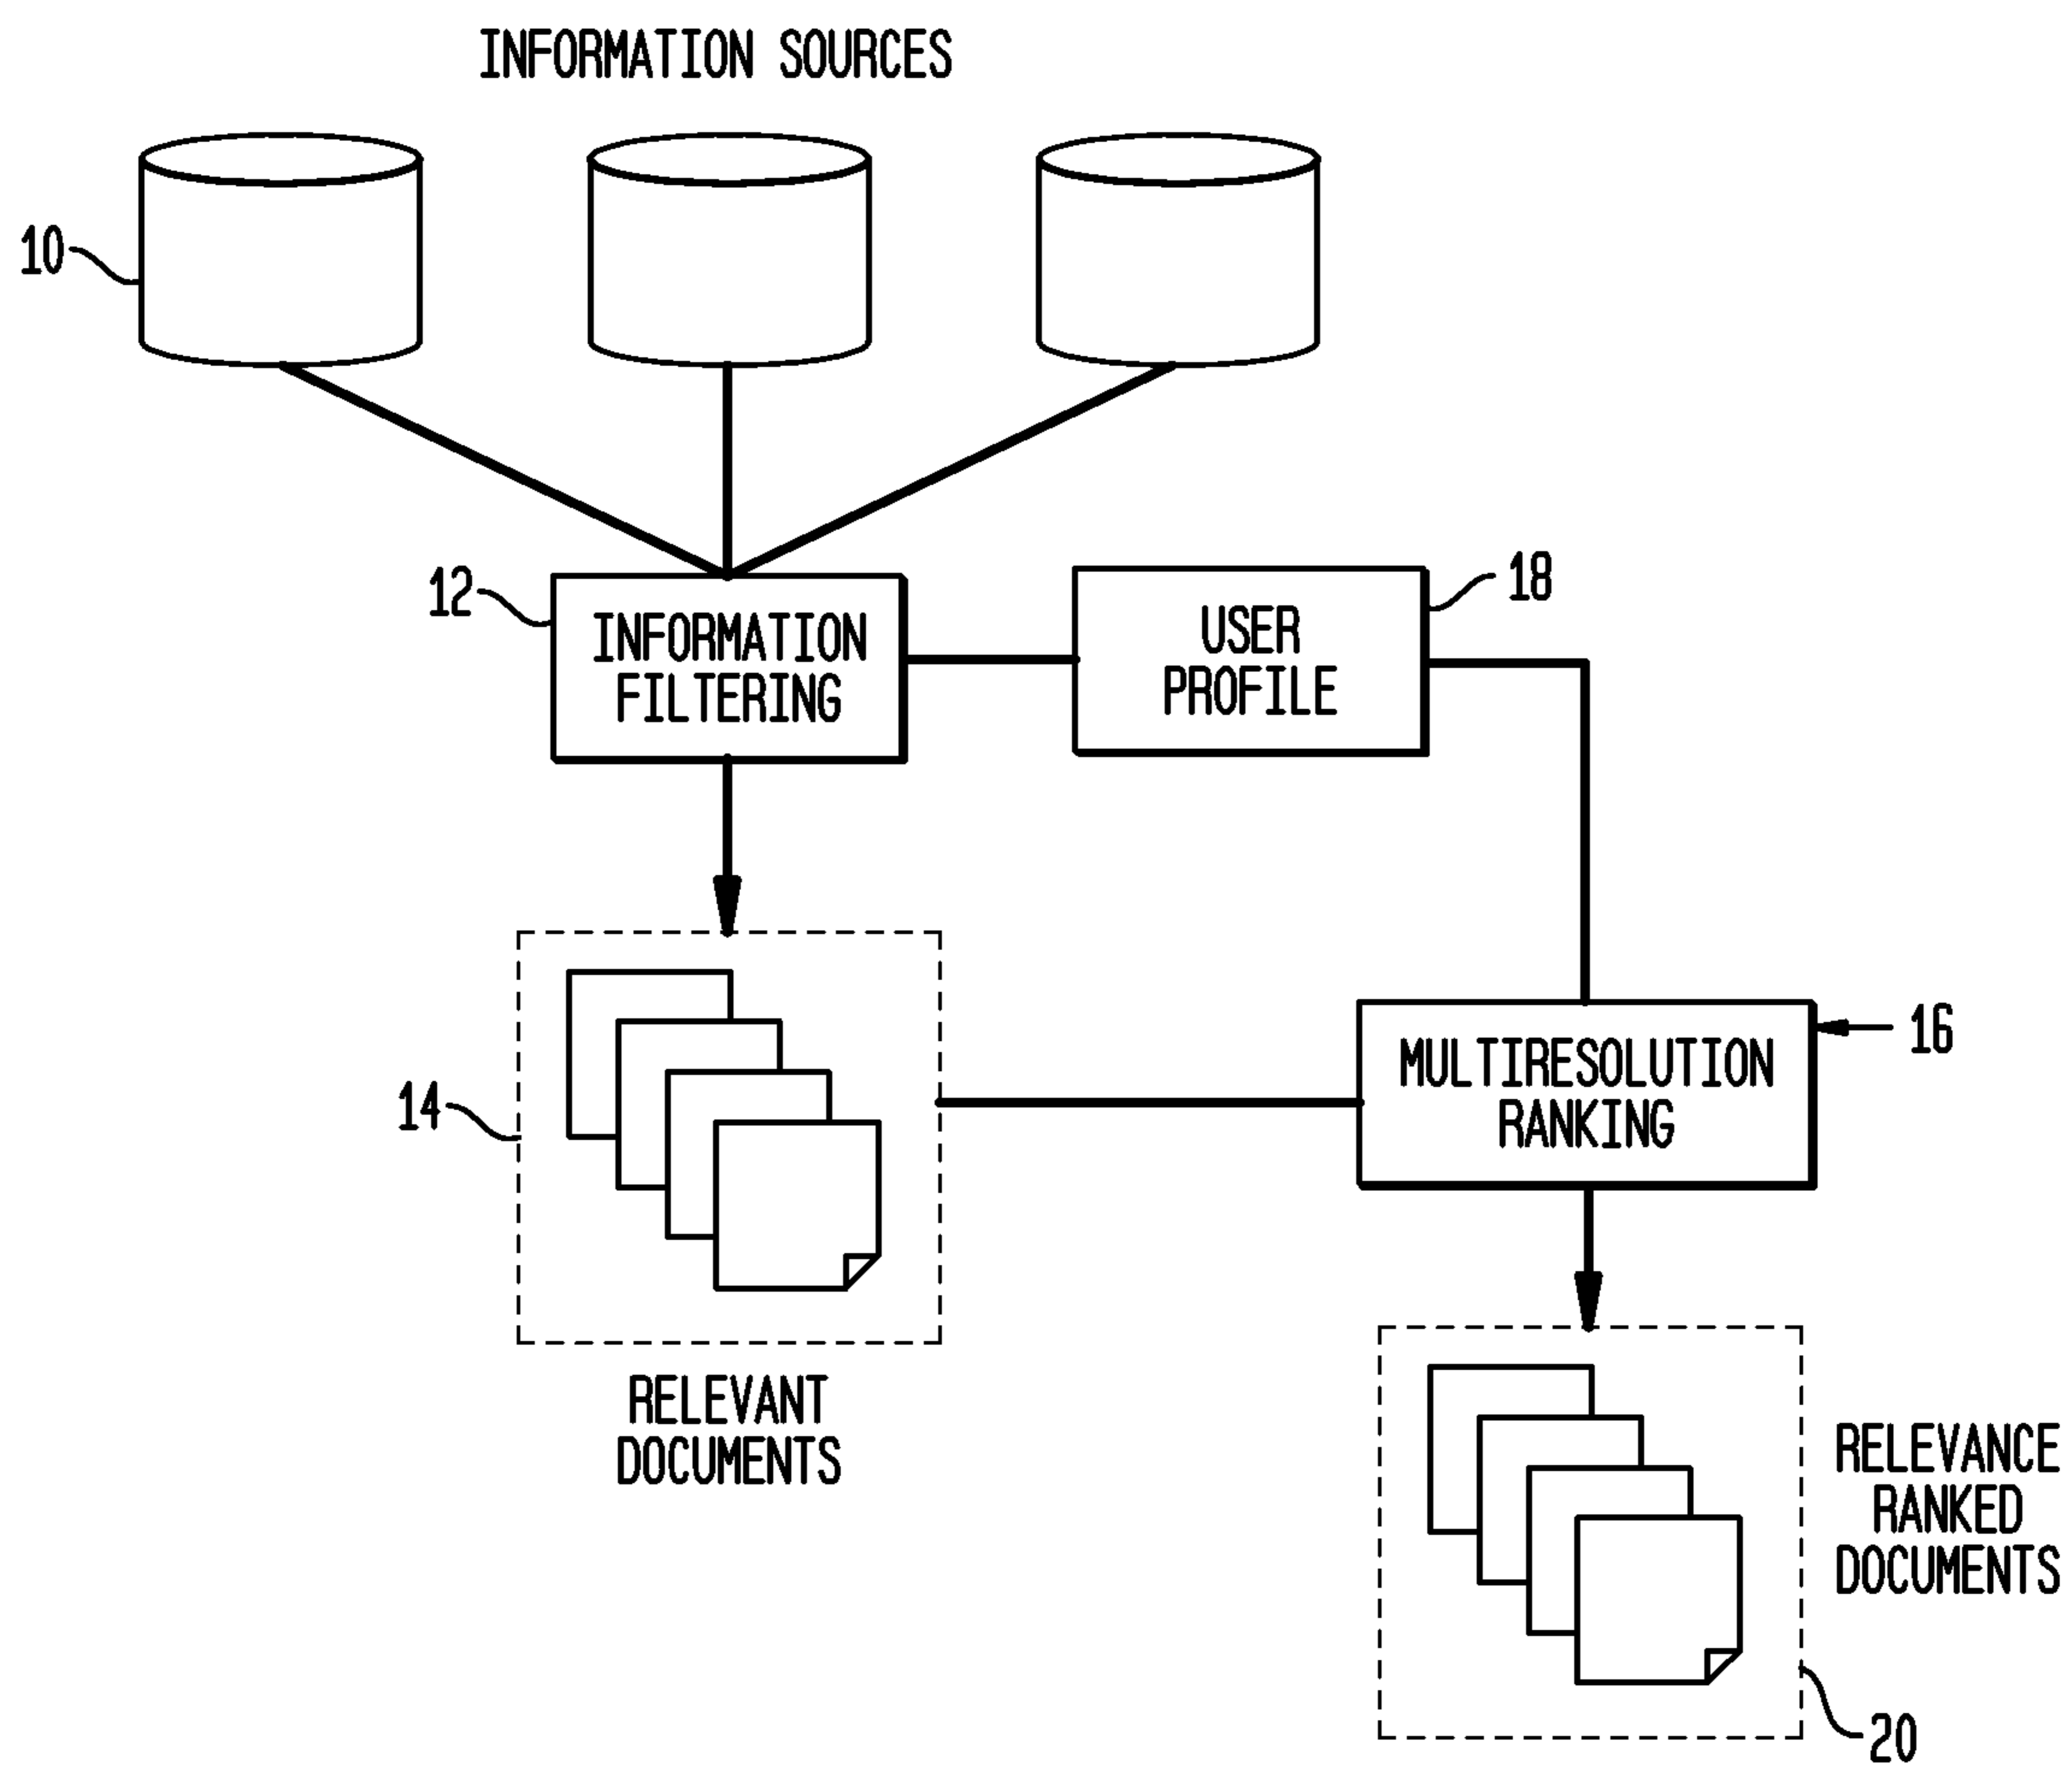 INFORMATION SOURCES
10
12
INFORMATION
FILTERING
USER
PROFILE
18
14
RELEVANT
DOCUMENTS
MULTIRESOLUTION
RANKING
16
RELEVANCE
RANKED
DOCUMENTS
20